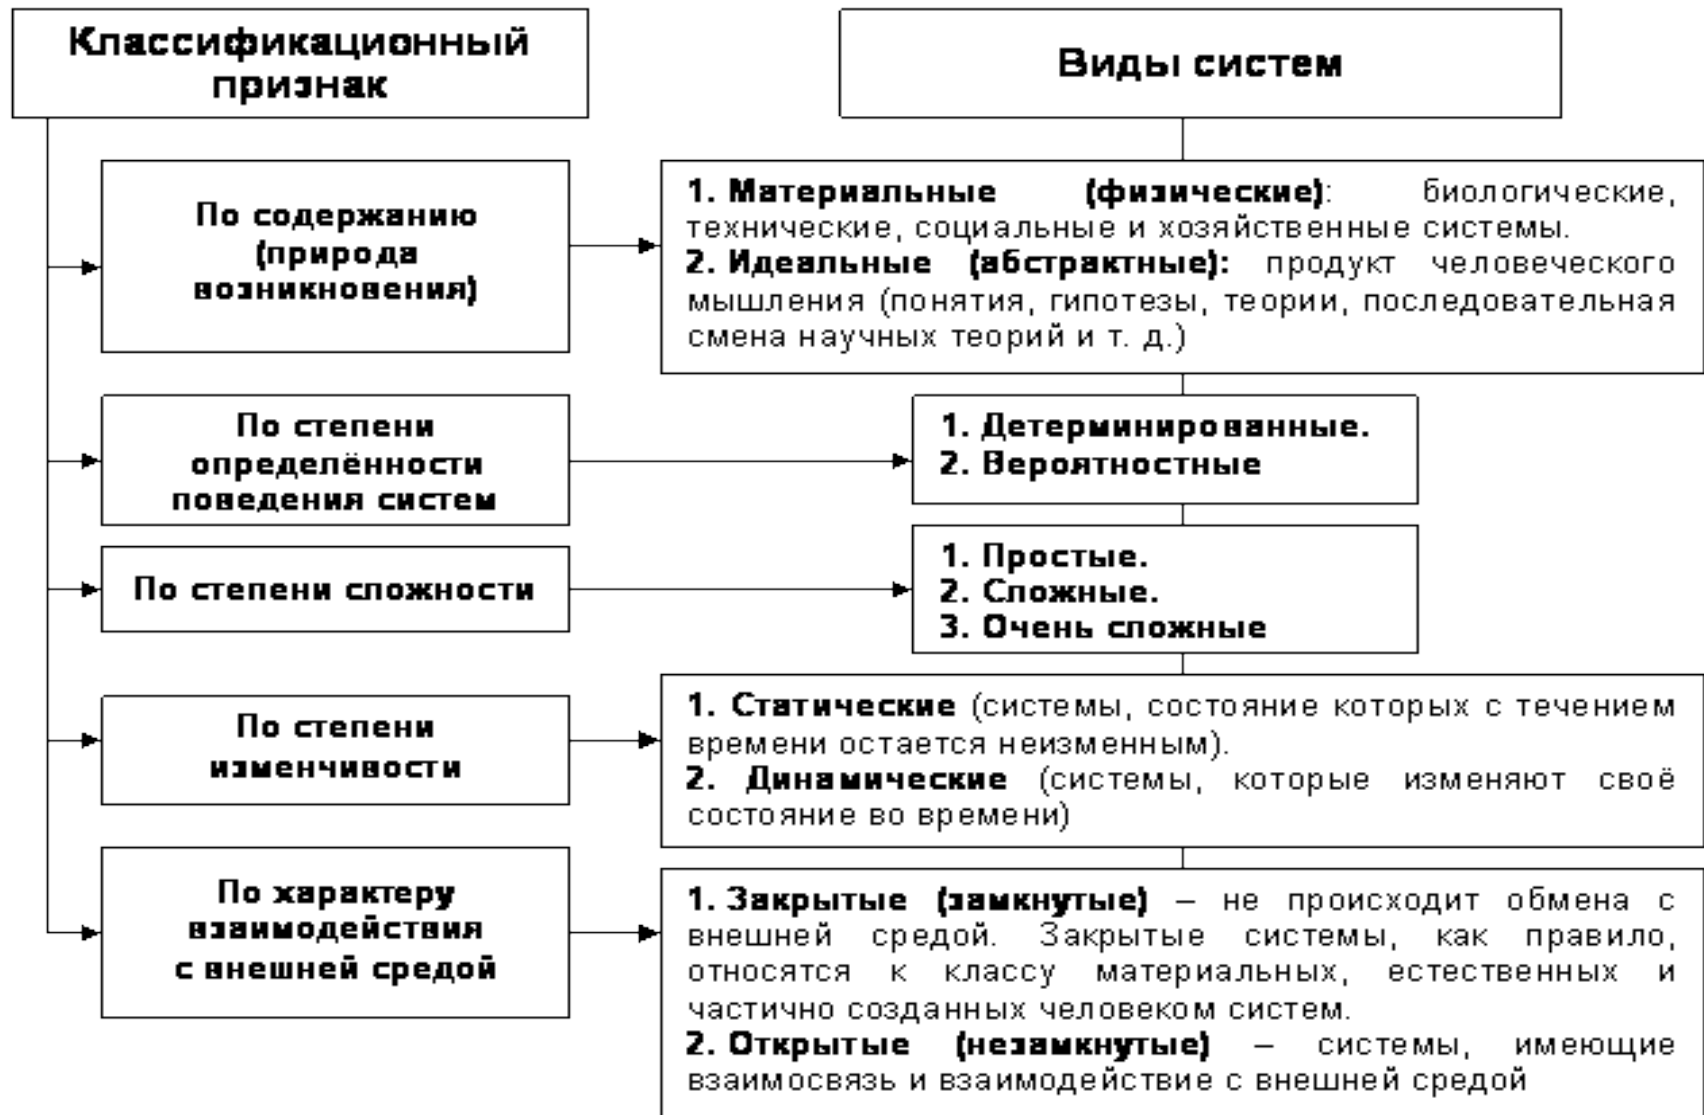 Классификационный
признак
Виды систем
По содержанию
(природа
возникновения)
1. Материальные (физические): биологические,
технические, социальные и хозяйственные системы.
2. Идеальные (абстрактные): продукт человеческого
мышления (понятия, гипотезы, теории, последовательная
смена научных теорий и т. д.)
По степени
определённости
поведения систем
1. Детерминированные.
2. Вероятностные
По степени сложности
1. Простые.
2. Сложные.
3. Очень сложные
По степени
изменчивости
1. Статические (системы, состояние которых с течением
времени остается неизменным).
2. Динамические (системы, которые изменяют своё
состояние во времени)
По характеру
взаимодействия
с внешней средой
1. Закрытые (замкнутые) – не происходит обмена с
внешней средой. Закрытые системы, как правило,
относятся к классу материальных, естественных и
частично созданных человеком систем.
2. Открытые (незамкнутые) – системы, имеющие
взаимосвязь и взаимодействие с внешней средой